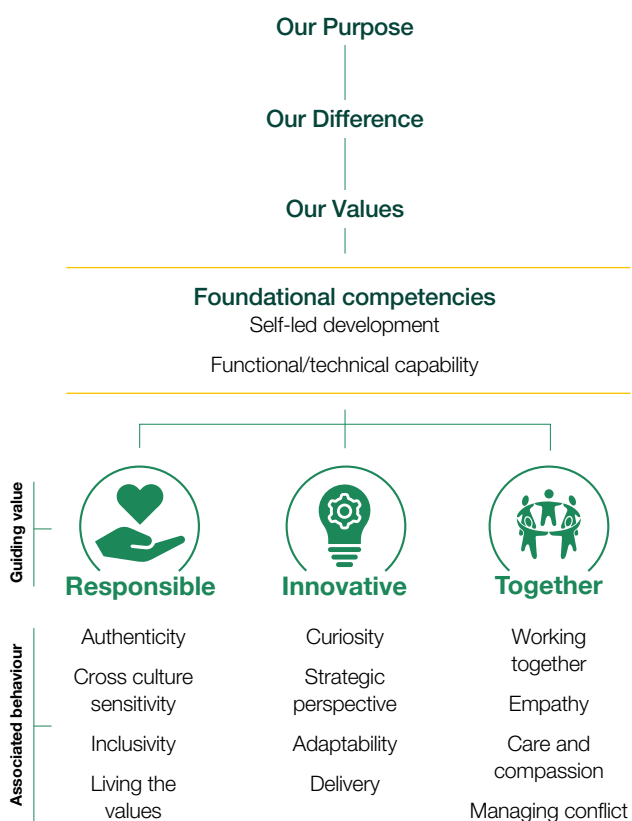 Our Purpose
Our Difference
Our Values
Foundational competencies
Self-led development
Functional/technical capability
Guiding value
Responsible
Innovative
Together
Associated behaviour
Authenticity
Cross culture
sensitivity
Inclusivity
Living the
values
Curiosity
Strategic
perspective
Adaptability
Delivery
Working
together
Empathy
Care and
compassion
Managing conflict